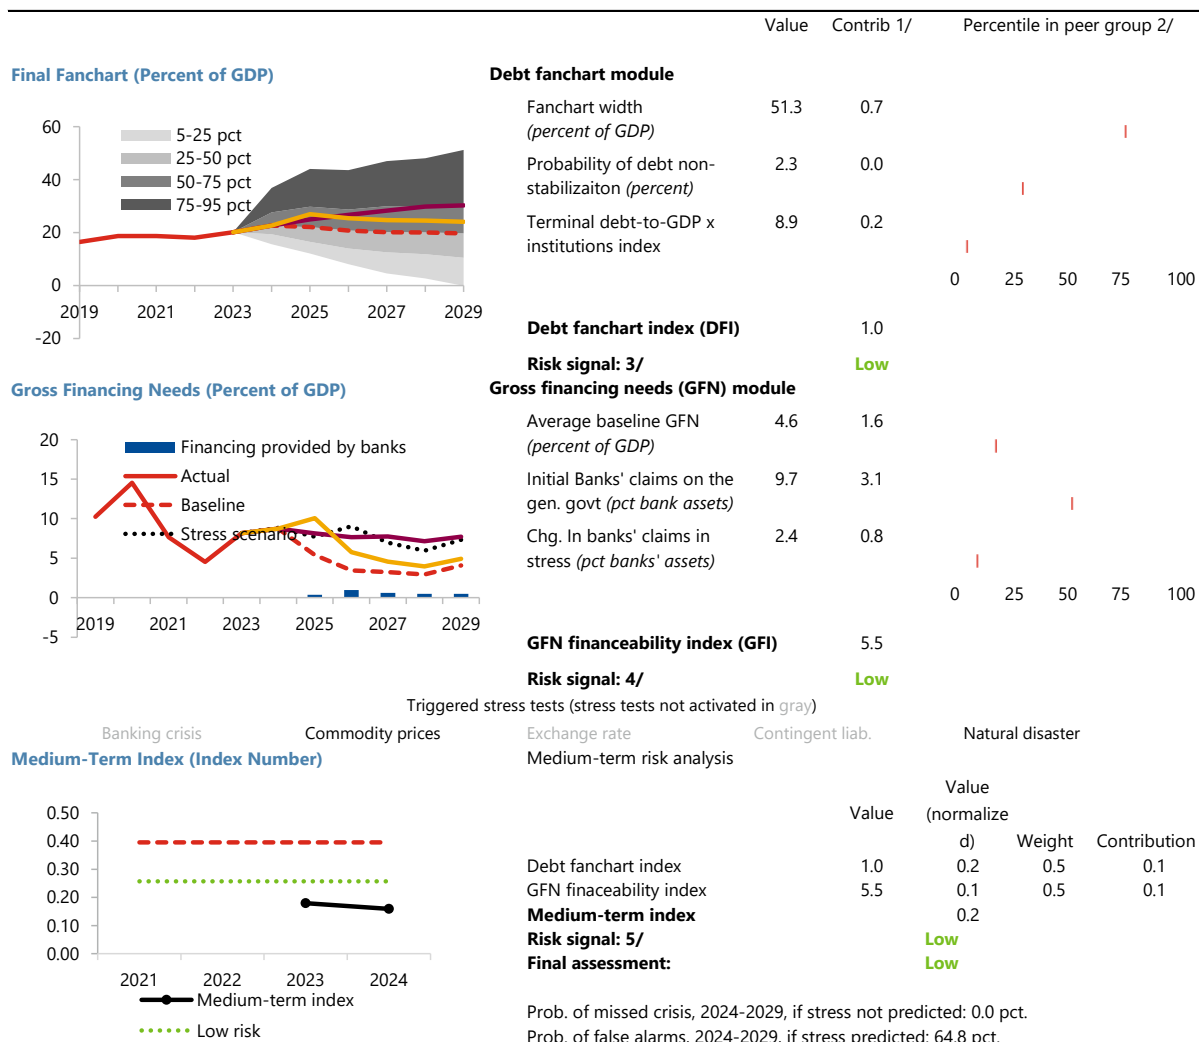 Value Contrib 1/ Percentile in peer group 2/
Final Fanchart (Percent of GDP)
60
40
20
0
-20
5-25 pct
25-50 pct
50-75 pct
75-95 pct
2019 2021 2023 2025 2027 2029
Debt fanchart module
Fanchart width 51.3 0.7
(percent of GDP)
Probability of debt non- 2.3 0.0
stabilizaiton (percent)
Terminal debt-to-GDP x 8.9 0.2
institutions index
0 25 50 75 100
Debt fanchart index (DFI) 1.0
Risk signal: 3/ Low
Gross Financing Needs (Percent of GDP)
20
15
10
5
0
-5
Financing provided by banks
Actual
Baseline
Stress scenario
2019 2021 2023 2025 2027 2029
Gross financing needs (GFN) module
Average baseline GFN 4.6 1.6
(percent of GDP)
Initial Banks' claims on the 9.7 3.1
gen. govt (pct bank assets)
Chg. In banks' claims in 2.4 0.8
stress (pct banks' assets)
0 25 50 75 100
GFN financeability index (GFI) 5.5
Risk signal: 4/ Low
Triggered stress tests (stress tests not activated in gray)
Banking crisis Commodity prices Exchange rate Contingent liab. Natural disaster
Medium-Term Index (Index Number)
0.50
0.40
0.30
0.20
0.10
0.00
2021 2022 2023 2024
Medium-term index
Low risk
Medium-term risk analysis
Value
Value (normalize
d) Weight Contribution
Debt fanchart index 1.0 0.2 0.5 0.1
GFN finaceability index 5.5 0.1 0.5 0.1
Medium-term index 0.2
Risk signal: 5/ Low
Final assessment: Low
Prob. of missed crisis, 2024-2029, if stress not predicted: 0.0 pct.
Prob. of false alarms, 2024-2029, if stress predicted: 64.8 pct.